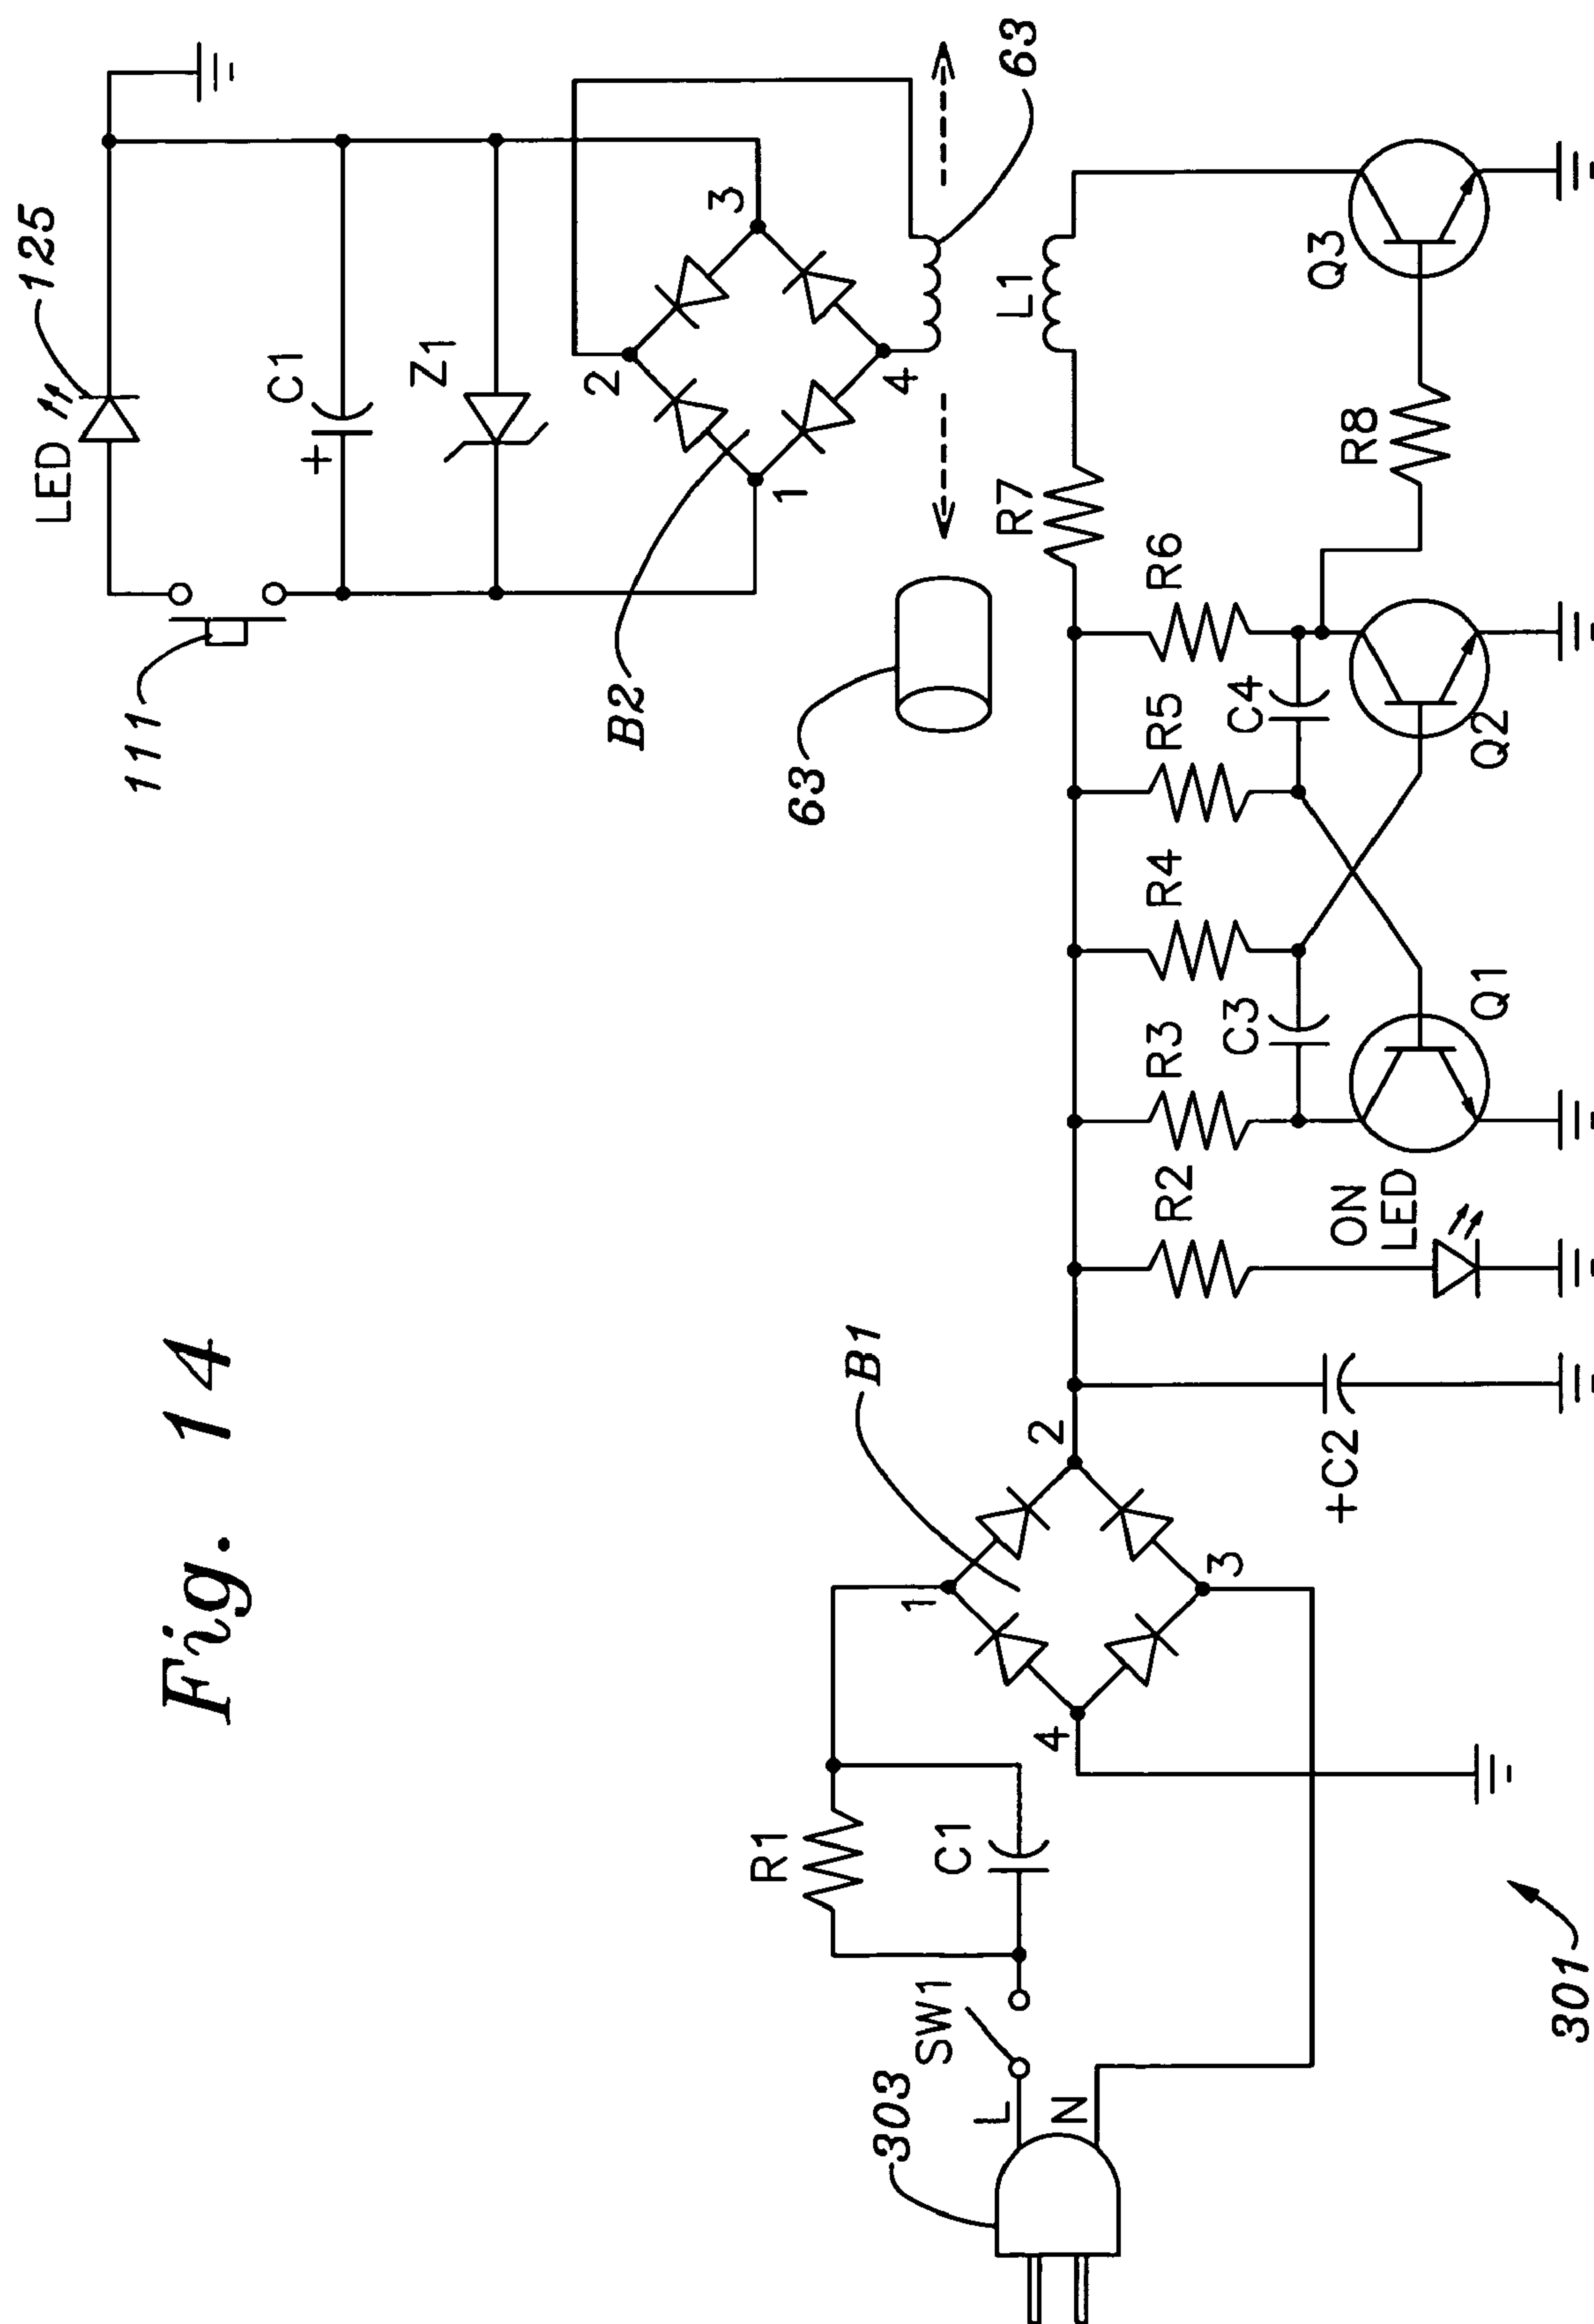 Fig. 14
LED
125
111
C1
+
Z1
B2
2
3
1
4
63
63
L1
R7
303
L
N
SW1
R1
C1
B1
1
2
3
4
+C2
R2
ON
LED
R3
R4
R5
R6
C3
C4
Q1
Q2
R8
Q3
301